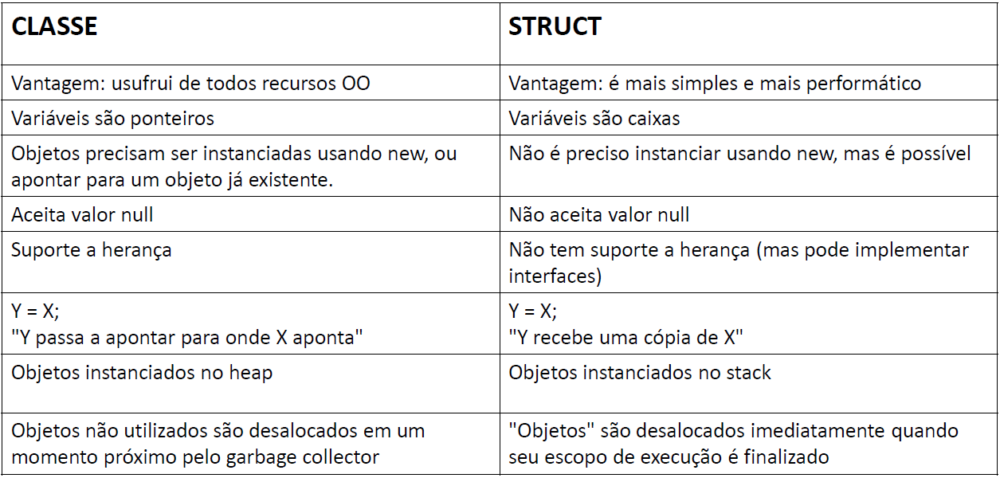 CLASSE
STRUCT
Vantagem: usufrui de todos recursos OO
Vantagem: é mais simples e mais performático
Variáveis são ponteiros
Variáveis são caixas
Objetos precisam ser instanciadas usando new, ou
apontar para um objeto já existente.
Não é preciso instanciar usando new, mas é possível
Aceita valor null
Não aceita valor null
Suporte a herança
Não tem suporte a herança (mas pode implementar
interfaces)
Y = X;
"Y passa a apontar para onde X aponta"
Y = X;
"Y recebe uma cópia de X"
Objetos instanciados no heap
Objetos instanciados no stack
Objetos não utilizados são desalocados em um
momento próximo pelo garbage collector
"Objetos" são desalocados imediatamente quando
seu escopo de execução é finalizado